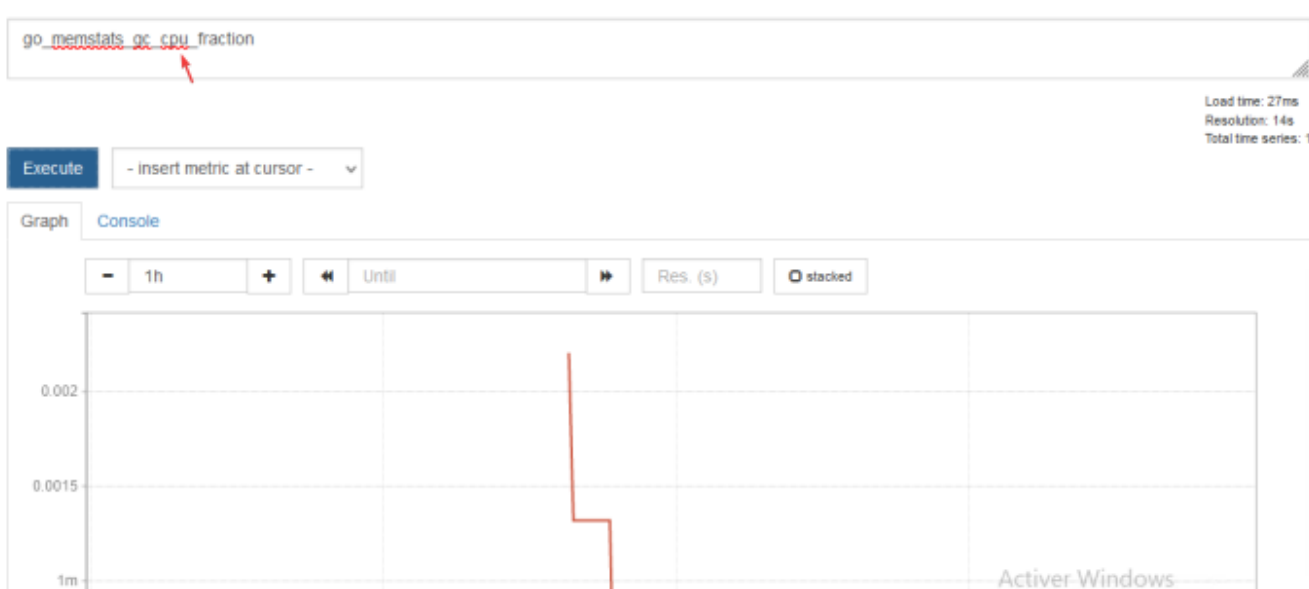 go_memstats_gc_cpu_fraction
Load time: 27ms
Resolution: 14s
Total time series: 1
Execute
- insert metric at cursor -
Graph
Console
1h
Until
Res. (s)
stacked
0.002
0.0015
1m
Activer Windows